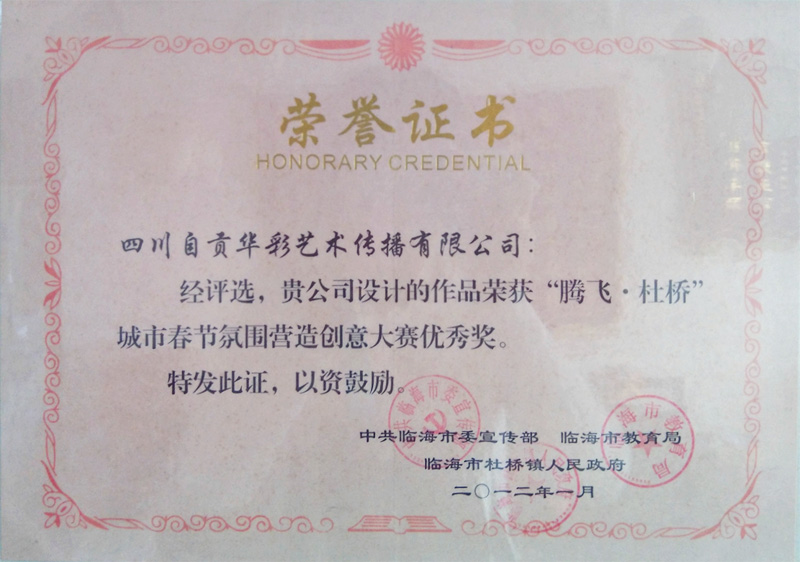 荣誉证书
HONORARY CREDENTIAL
四川自贡华彩艺术传播有限公司：
经评选，贵公司设计的作品荣获“腾飞·杜桥”
城市春节氛围营造创意大赛优秀奖。
特发此证，以资鼓励。
中共临海市委宣传部 临海市教育局
临海市杜桥镇人民政府
二〇一二年一月